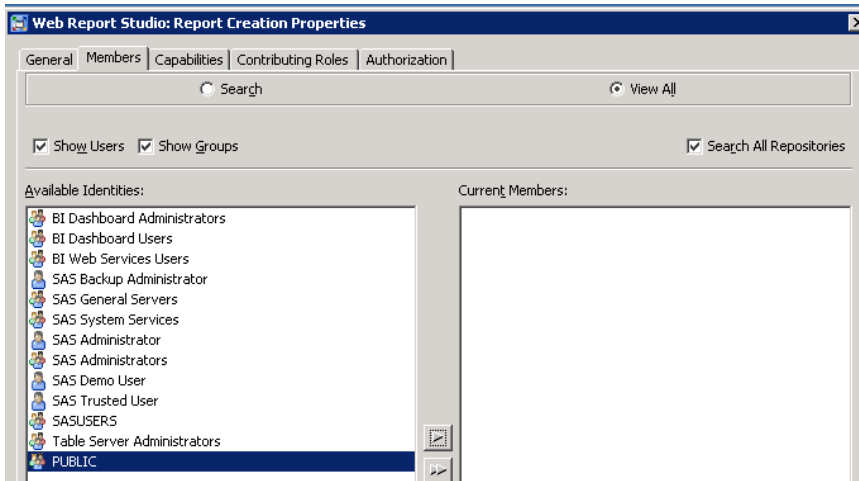 Web Report Studio: Report Creation Properties
General Members Capabilities Contributing Roles Authorization
Search View All
Show Users Show Groups Search All Repositories
Available Identities: Current Members:
BI Dashboard Administrators
BI Dashboard Users
BI Web Services Users
SAS Backup Administrator
SAS General Servers
SAS System Services
SAS Administrator
SAS Administrators
SAS Demo User
SAS Trusted User
SASUSERS
Table Server Administrators
PUBLIC